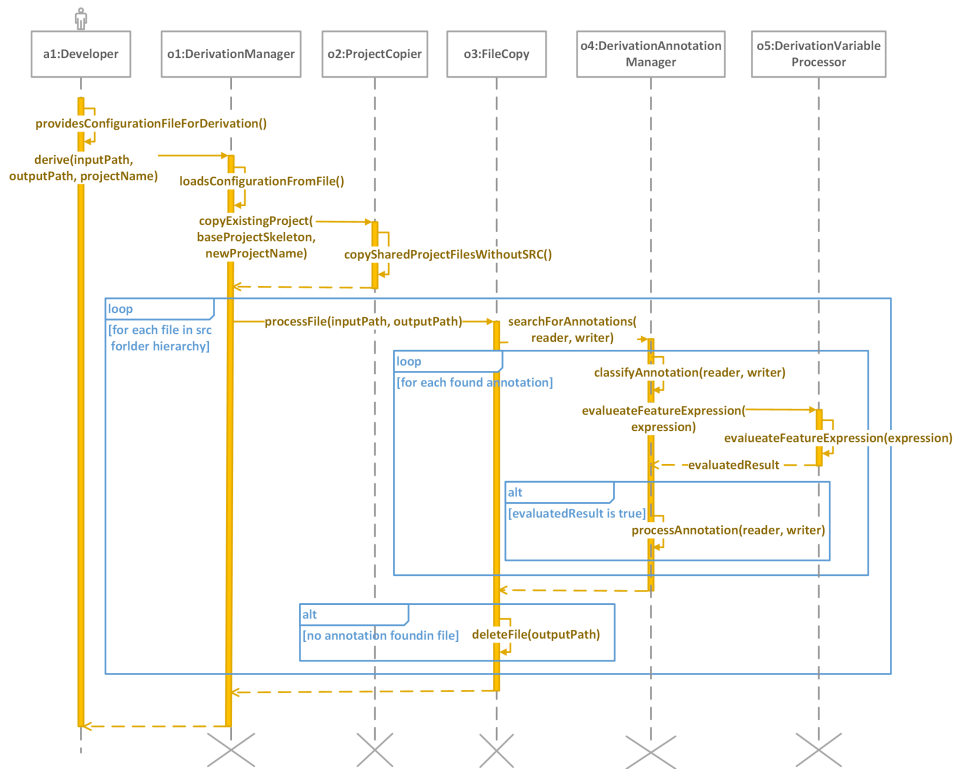 a1:Developer
o1:DerivationManager
o2:ProjectCopier
o3:FileCopy
o4:DerivationAnnotation
Manager
o5:DerivationVariable
Processor
providesConfigurationFileForDerivation()
derive(inputPath,
outputPath, projectName)
loadsConfigurationFromFile()
copyExistingProject(
baseProjectSkeleton,
newProjectName)
copySharedProjectFilesWithoutSRC()
loop
[for each file in src
forlder hierarchy]
processFile(inputPath, outputPath)
searchForAnnotations(
reader, writer)
loop
[for each found annotation]
classifyAnnotation(reader, writer)
evalueateFeatureExpression(
expression)
evalueateFeatureExpression(expression)
evaluatedResult
alt
[evaluatedResult is true]
processAnnotation(reader, writer)
alt
[no annotation foundin file]
deleteFile(outputPath)